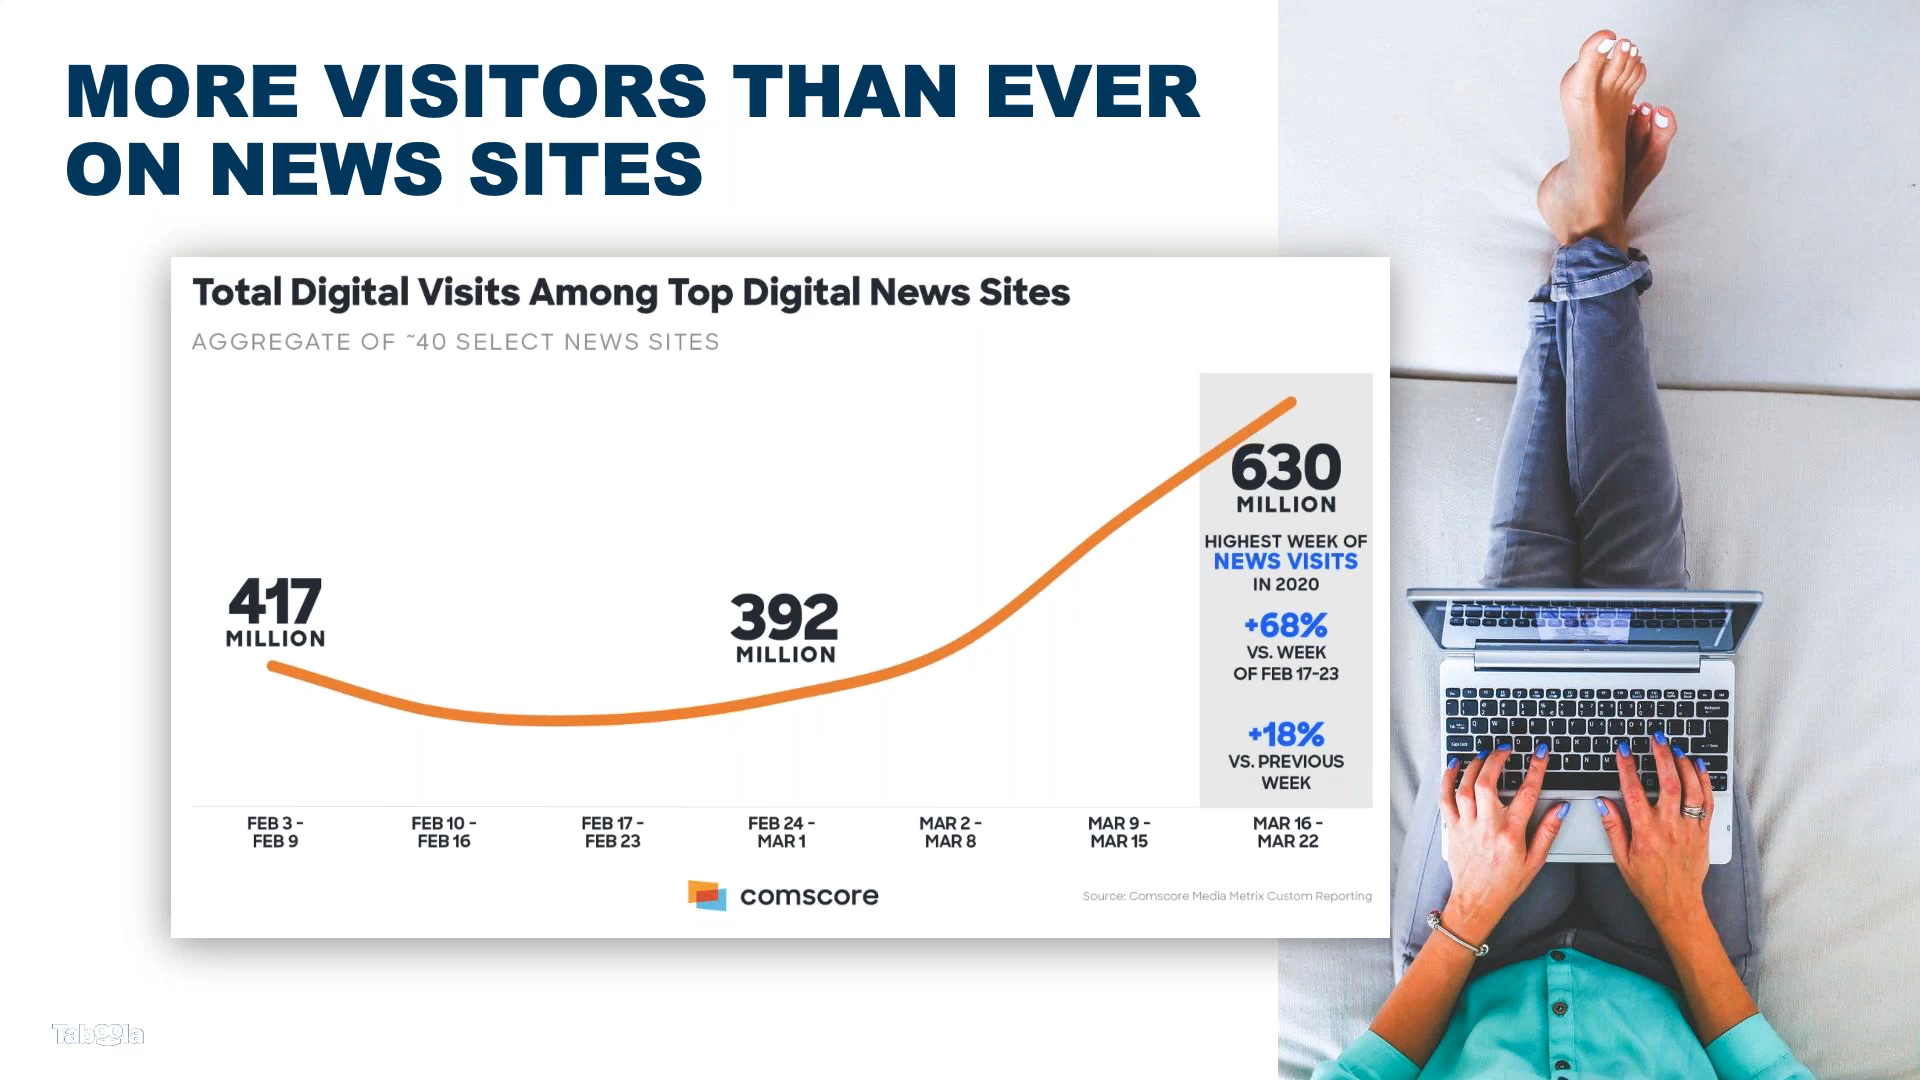 MORE VISITORS THAN EVER
ON NEWS SITES
Total Digital Visits Among Top Digital News Sites
AGGREGATE OF ~40 SELECT NEWS SITES
417
MILLION
392
MILLION
630
MILLION
HIGHEST WEEK OF
NEWS VISITS
IN 2020
+68%
VS. WEEK
OF FEB 17-23
+18%
VS. PREVIOUS
WEEK
FEB 3 -
FEB 9
FEB 10 -
FEB 16
FEB 17 -
FEB 23
FEB 24 -
MAR 1
MAR 2 -
MAR 8
MAR 9 -
MAR 15
MAR 16 -
MAR 22
comscore
Source: Comscore Media Metrix Custom Reporting
Taboola